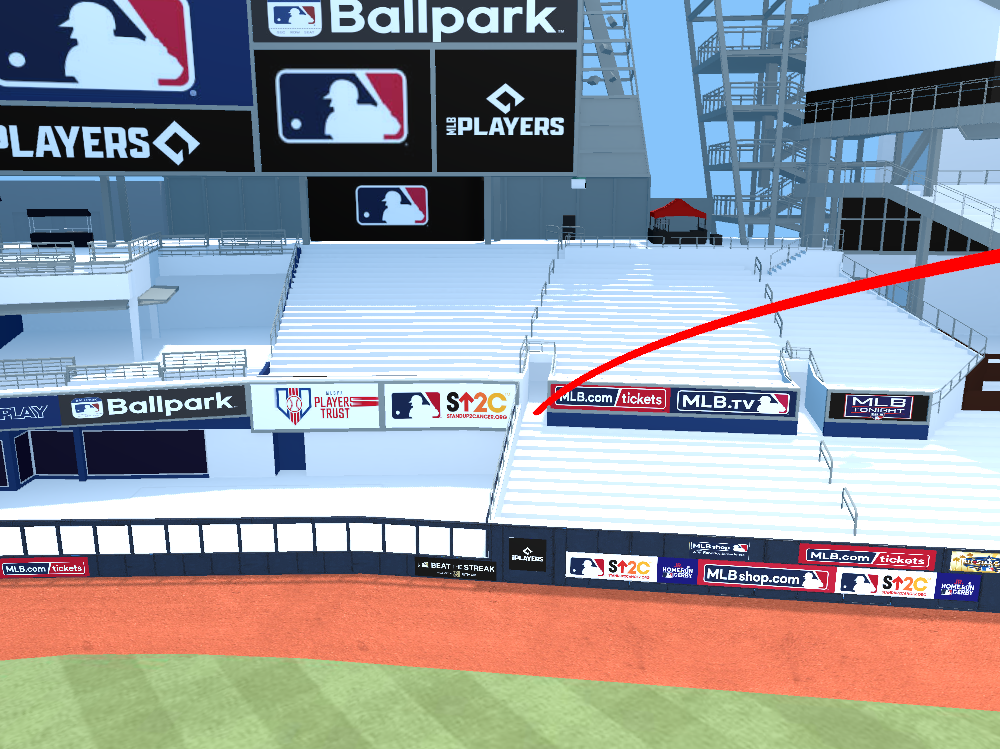 Ballpark
PLAYERS
MLB PLAYERS
PLAY
Ballpark
PLAYERS
TRUST
S↑2C
STANDUP2CANCER.ORG
MLB.com/tickets
MLB.TV
MLB
TONIGHT
MLB.com/tickets
BEAT THE STREAK
PLAYERS
S↑2C
HOMERUN
DERBY
MLBshop
MLBshop.com
MLB.com/tickets
S↑2C
HOMERUN
DERBY